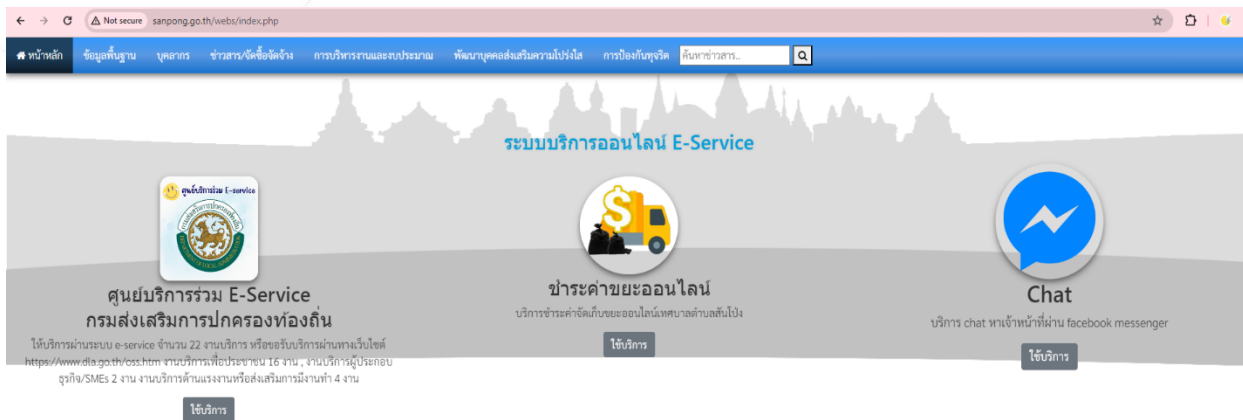 Not secure sanpong.go.th/webs/index.php
หน้าหลัก ข้อมูลพื้นฐาน บุคลากร ข่าวสาร/จัดซื้อจัดจ้าง การบริหารงานและงบประมาณ พัฒนาบุคคลส่งเสริมความโปร่งใส การป้องกันทุจริต ค้นหาข่าวสาร..
ระบบบริการออนไลน์ E-Service
ศูนย์บริการร่วม E-service
ศูนย์บริการร่วม E-Service
กรมส่งเสริมการปกครองท้องถิ่น
ให้บริการผ่านระบบ e-service จำนวน 22 งานบริการ หรือขอรับบริการผ่านทางเว็บไซต์
https://www.dla.go.th/oss.htm งานบริการเพื่อประชาชน 16 งาน , งานบริการผู้ประกอบ
ธุรกิจ/SMEs 2 งาน งานบริการด้านแรงงานหรือส่งเสริมการมีงานทำ 4 งาน
ใช้บริการ
ชำระค่าขยะออนไลน์
บริการชำระค่าจัดเก็บขยะออนไลน์เทศบาลตำบลสันโป่ง
ใช้บริการ
Chat
บริการ chat หาเจ้าหน้าที่ผ่าน facebook messenger
ใช้บริการ